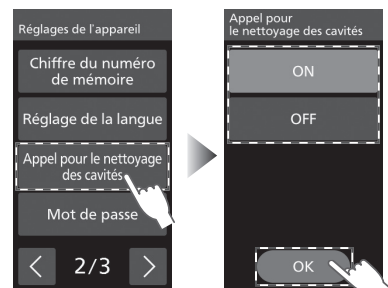 Réglages de l'appareil
Chiffre du numéro
de mémoire
Réglage de la langue
Appel pour le nettoyage
des cavités
Mot de passe
< 2/3 >
Appel pour
le nettoyage des cavités
ON
OFF
OK